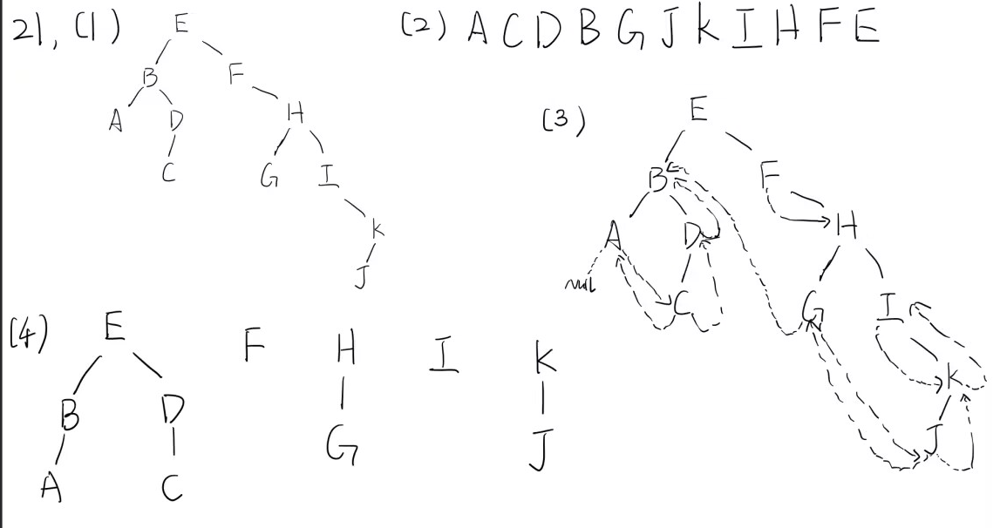 21, (1)
E
B F
A D H
C G I
K
J
(2) A C D B G J K I H F E
(3)
E
B F
A D H
null C G I
K
J
(4) E F H I K
B D G J
A C